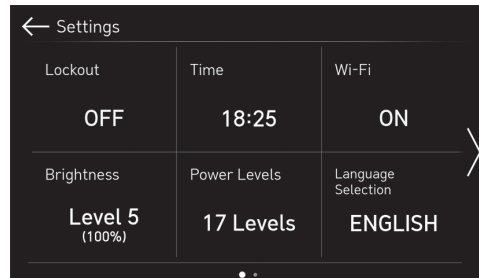 Settings
Lockout
Time
Wi-Fi
OFF
18:25
ON
Brightness
Power Levels
Language
Selection
Level 5
(100%)
17 Levels
ENGLISH